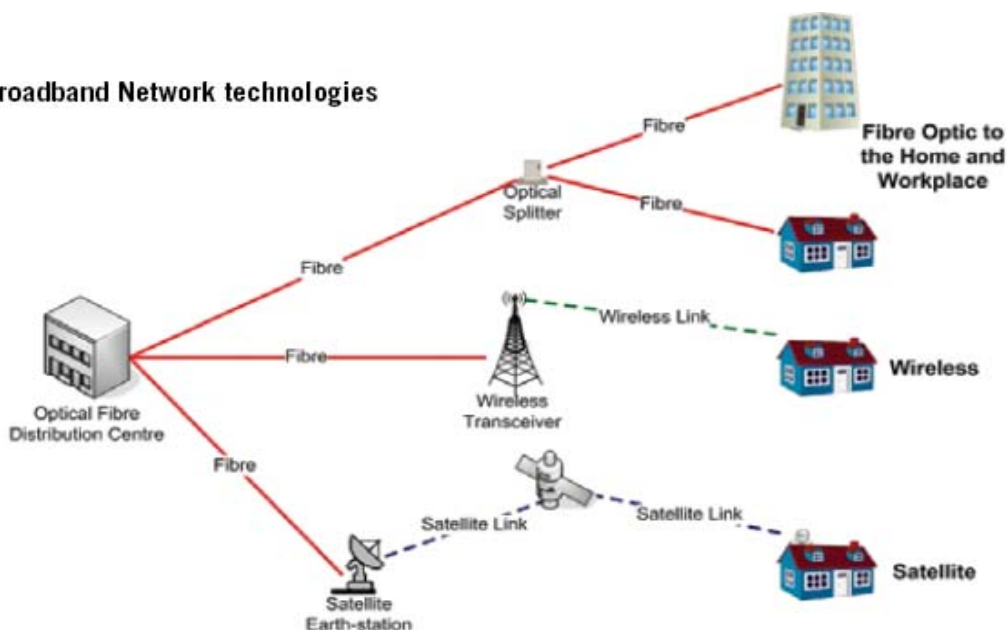 roadband Network technologies
Fibre
Fibre Optic to
the Home and
Workplace
Optical
Splitter
Fibre
Fibre
Wireless Link
Fibre
Wireless
Optical Fibre
Distribution Centre
Wireless
Transceiver
Fibre
Satellite Link
Satellite Link
Satellite
Satellite
Earth-station